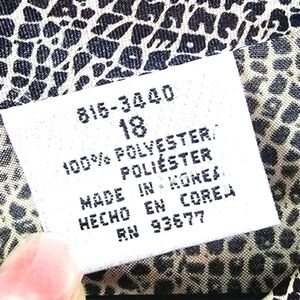 816-3440
18
100% POLYESTER/
POLIÉSTER
MADE IN KOREA
HECHO EN COREA
RN 93677